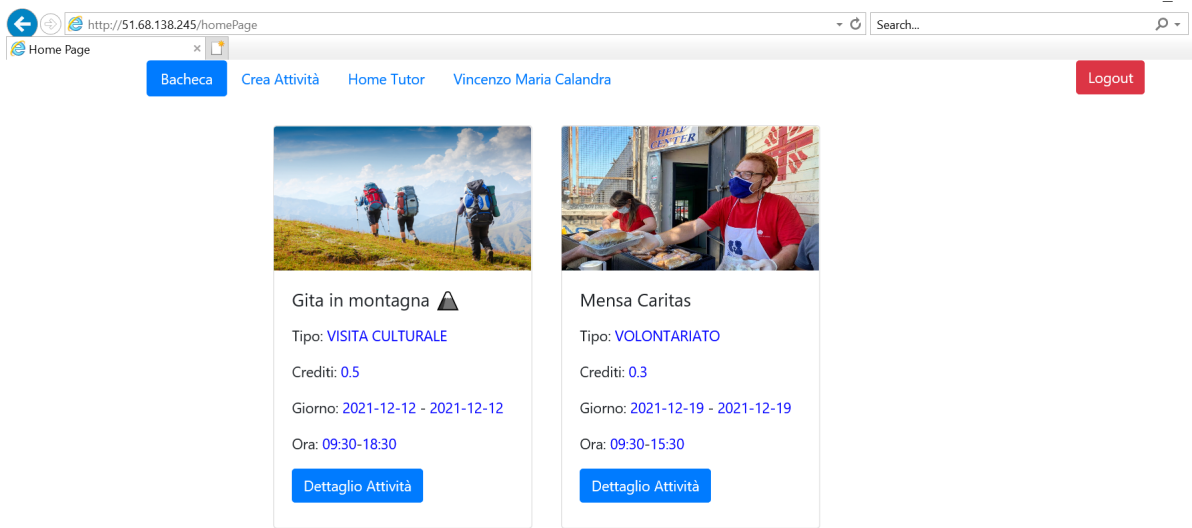 http://51.68.138.245/homePage
Search...
Home Page
Bacheca Crea Attività Home Tutor Vincenzo Maria Calandra Logout
HELP
CENTER
Gita in montagna
Tipo: VISITA CULTURALE
Crediti: 0.5
Giorno: 2021-12-12 - 2021-12-12
Ora: 09:30-18:30
Dettaglio Attività
Mensa Caritas
Tipo: VOLONTARIATO
Crediti: 0.3
Giorno: 2021-12-19 - 2021-12-19
Ora: 09:30-15:30
Dettaglio Attività